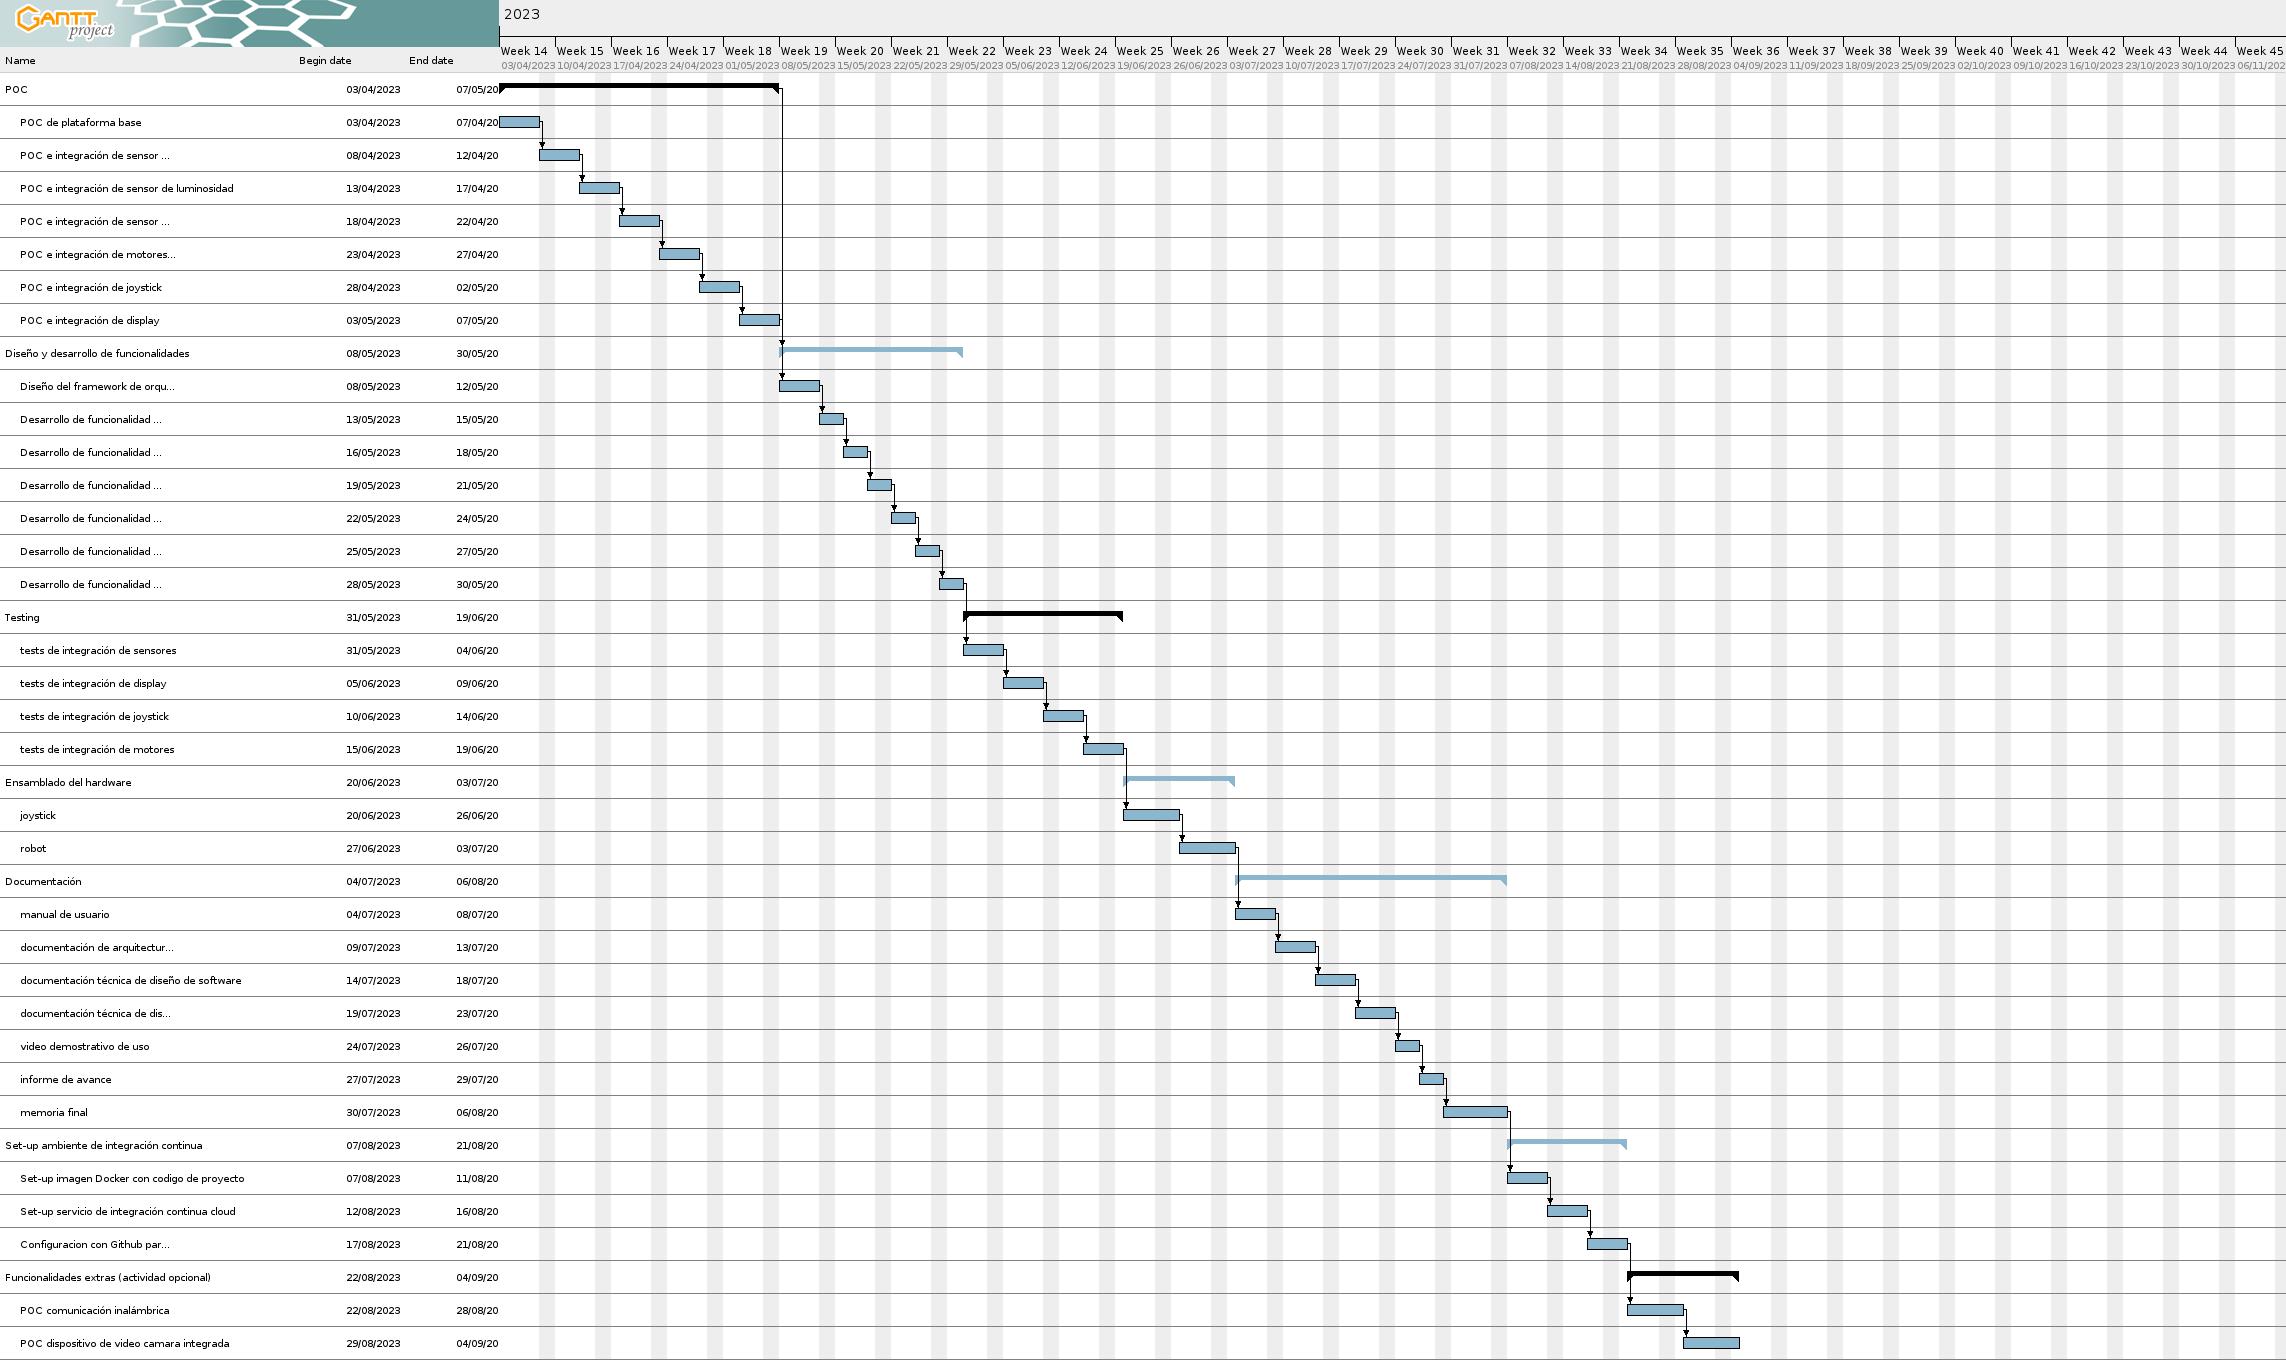 GANTT
project
2023
Week 14 Week 15 Week 16 Week 17 Week 18 Week 19 Week 20 Week 21 Week 22 Week 23 Week 24 Week 25 Week 26 Week 27 Week 28 Week 29 Week 30 Week 31 Week 32 Week 33 Week 34 Week 35 Week 36 Week 37 Week 38 Week 39 Week 40 Week 41 Week 42 Week 43 Week 44 Week 45
Name Begin date End date
03/04/2023 10/04/2023 17/04/2023 24/04/2023 01/05/2023 08/05/2023 15/05/2023 22/05/2023 29/05/2023 05/06/2023 12/06/2023 19/06/2023 26/06/2023 03/07/2023 10/07/2023 17/07/2023 24/07/2023 31/07/2023 07/08/2023 14/08/2023 21/08/2023 28/08/2023 04/09/2023 11/09/2023 18/09/2023 25/09/2023 02/10/2023 09/10/2023 16/10/2023 23/10/2023 30/10/2023 06/11/202
POC 03/04/2023 07/05/20
POC de plataforma base 03/04/2023 07/04/20
POC e integración de sensor ... 08/04/2023 12/04/20
POC e integración de sensor de luminosidad 13/04/2023 17/04/20
POC e integración de sensor ... 18/04/2023 22/04/20
POC e integración de motores... 23/04/2023 27/04/20
POC e integración de joystick 28/04/2023 02/05/20
POC e integración de display 03/05/2023 07/05/20
Diseño y desarrollo de funcionalidades 08/05/2023 30/05/20
Diseño del framework de orqu... 08/05/2023 12/05/20
Desarrollo de funcionalidad ... 13/05/2023 15/05/20
Desarrollo de funcionalidad ... 16/05/2023 18/05/20
Desarrollo de funcionalidad ... 19/05/2023 21/05/20
Desarrollo de funcionalidad ... 22/05/2023 24/05/20
Desarrollo de funcionalidad ... 25/05/2023 27/05/20
Desarrollo de funcionalidad ... 28/05/2023 30/05/20
Testing 31/05/2023 19/06/20
tests de integración de sensores 31/05/2023 04/06/20
tests de integración de display 05/06/2023 09/06/20
tests de integración de joystick 10/06/2023 14/06/20
tests de integración de motores 15/06/2023 19/06/20
Ensamblado del hardware 20/06/2023 03/07/20
joystick 20/06/2023 26/06/20
robot 27/06/2023 03/07/20
Documentación 04/07/2023 06/08/20
manual de usuario 04/07/2023 08/07/20
documentación de arquitectur... 09/07/2023 13/07/20
documentación técnica de diseño de software 14/07/2023 18/07/20
documentación técnica de dis... 19/07/2023 23/07/20
video demostrativo de uso 24/07/2023 26/07/20
informe de avance 27/07/2023 29/07/20
memoria final 30/07/2023 06/08/20
Set-up ambiente de integración continua 07/08/2023 21/08/20
Set-up imagen Docker con codigo de proyecto 07/08/2023 11/08/20
Set-up servicio de integración continua cloud 12/08/2023 16/08/20
Configuracion con Github par... 17/08/2023 21/08/20
Funcionalidades extras (actividad opcional) 22/08/2023 04/09/20
POC comunicación inalámbrica 22/08/2023 28/08/20
POC dispositivo de video camara integrada 29/08/2023 04/09/20